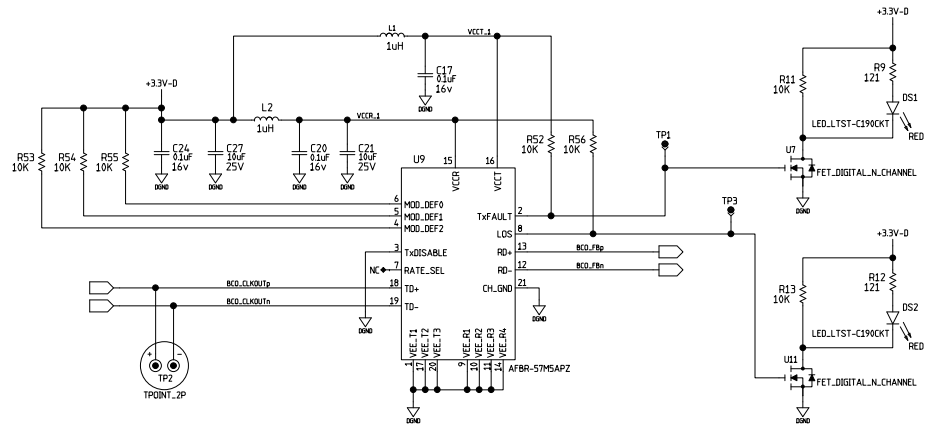 +3.3V-D
L1
1uH
VCCT_1
R11
10K
R9
121
DS1
LED_LTST-C190CKT
RED
C17
0.1uF
16v
DGND
+3.3V-D
L2
1uH
VCCR_1
R53
10K
R54
10K
R55
10K
C24
0.1uF
16v
DGND
C27
10uF
25V
DGND
C20
0.1uF
16v
DGND
C21
10uF
25V
DGND
R52
10K
R56
10K
TP1
U7
FET_DIGITAL_N_CHANNEL
DGND
U9
15
16
VCCR
VCCT
6
MOD_DEF0
5
MOD_DEF1
4
MOD_DEF2
3
TxDISABLE
NC
7
RATE_SEL
18
TD+
19
TD-
TxFAULT
2
LOS
8
RD+
13
RD-
12
CH_GND
21
BCO_FBp
BCO_FBn
TP3
DGND
DGND
BCO_CLKOUTp
BCO_CLKOUTn
+
-
TP2
TPOINT_2P
VEE_T1
VEE_T2
VEE_T3
VEE_R1
VEE_R2
VEE_R3
VEE_R4
1
17
20
9
10
11
14
AFBR-57M5APZ
DGND
+3.3V-D
R13
10K
R12
121
DS2
LED_LTST-C190CKT
RED
U11
FET_DIGITAL_N_CHANNEL
DGND